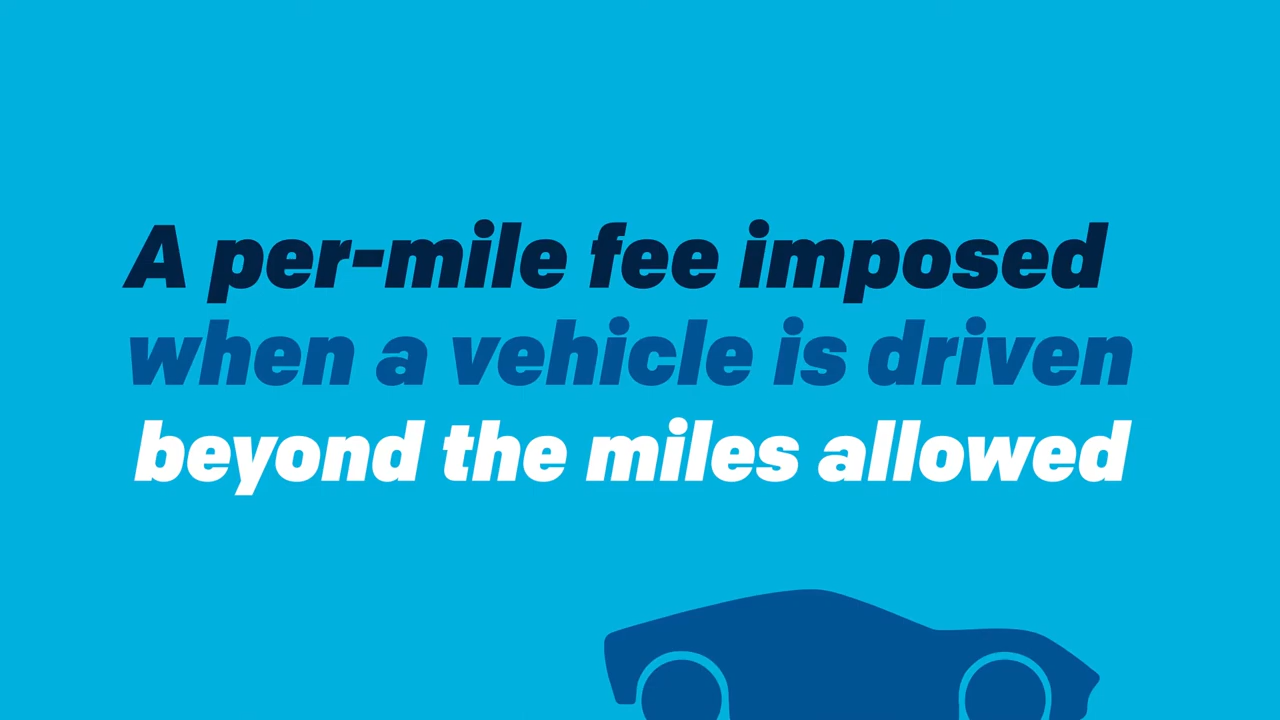 A per-mile fee imposed
when a vehicle is driven
beyond the miles allowed